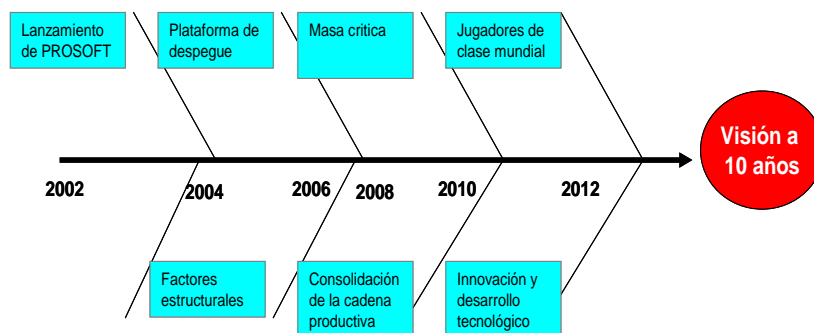 Lanzamiento
de PROSOFT
Plataforma de
despegue
Masa critica
Jugadores de
clase mundial
Visión a
10 años
2002
2004
2006
2008
2010
2012
Factores
estructurales
Consolidación
de la cadena
productiva
Innovación y
desarrollo
tecnológico